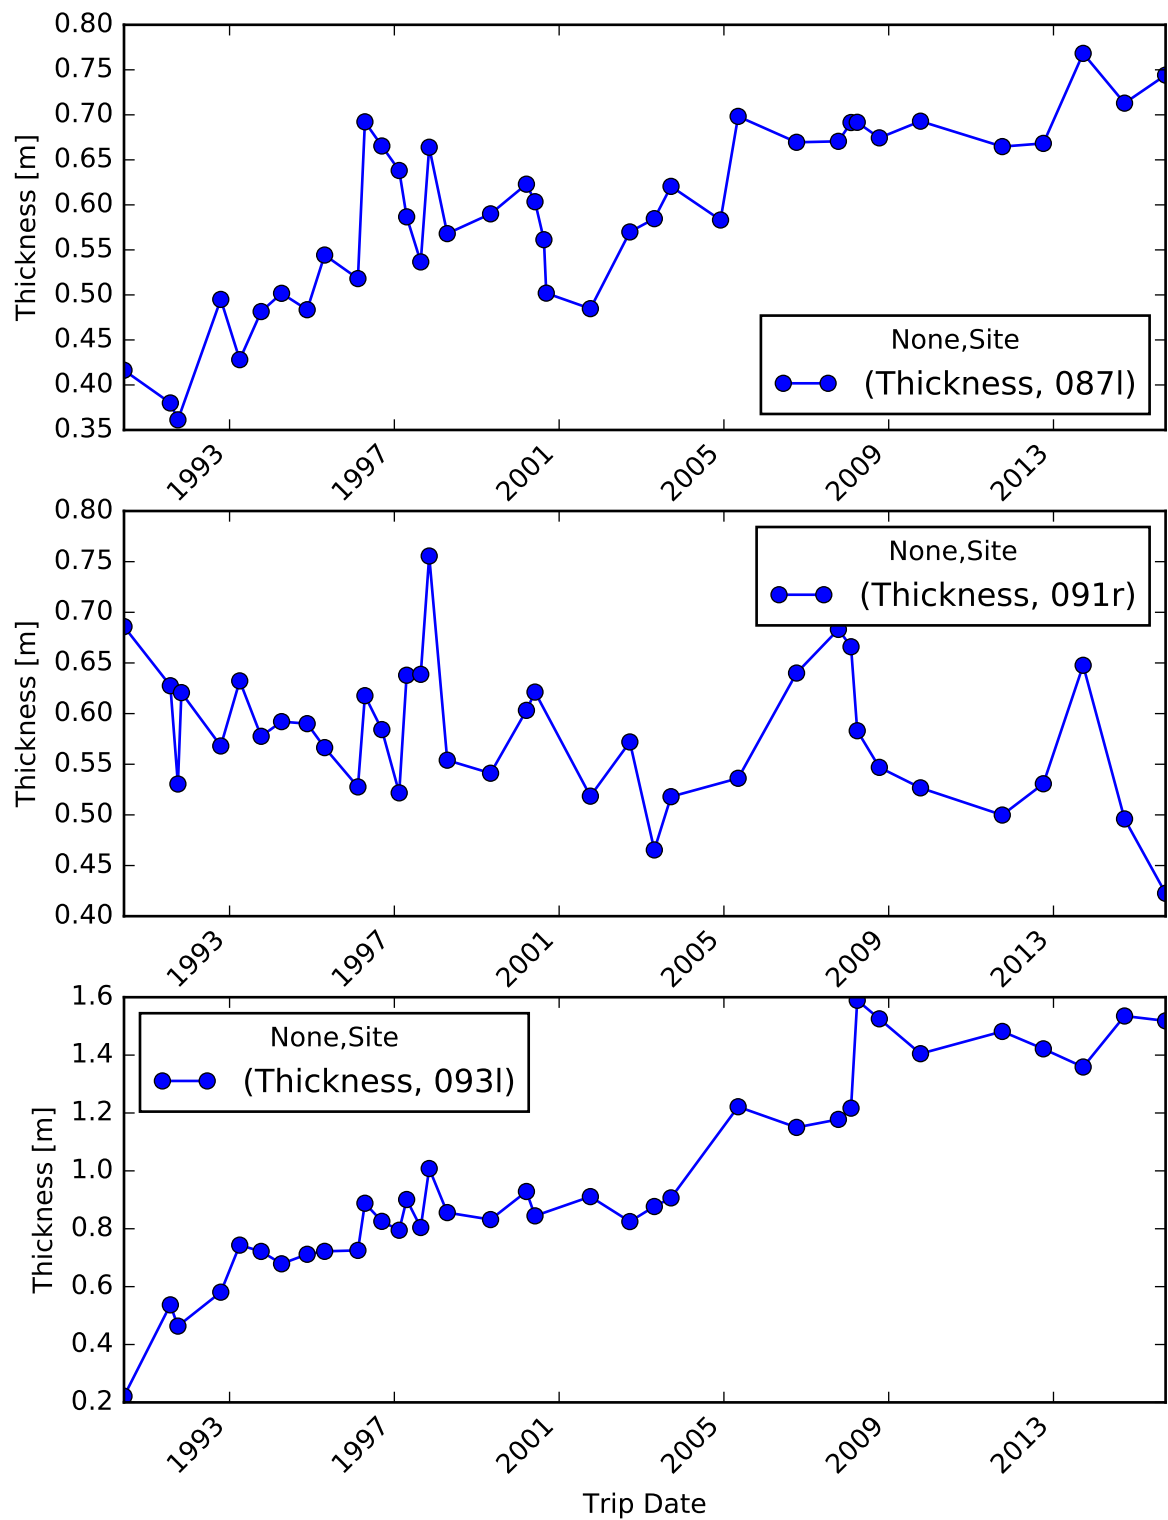 0.80
0.75
0.70
0.65
0.60
0.55
0.50
0.45
0.40
0.35
Thickness [m]
None,Site
(Thickness, 087l)
1993 1997 2001 2005 2009 2013
0.80
0.75
0.70
0.65
0.60
0.55
0.50
0.45
0.40
Thickness [m]
None,Site
(Thickness, 091r)
1993 1997 2001 2005 2009 2013
1.6
1.4
1.2
1.0
0.8
0.6
0.4
0.2
Thickness [m]
None,Site
(Thickness, 093l)
1993 1997 2001 2005 2009 2013
Trip Date